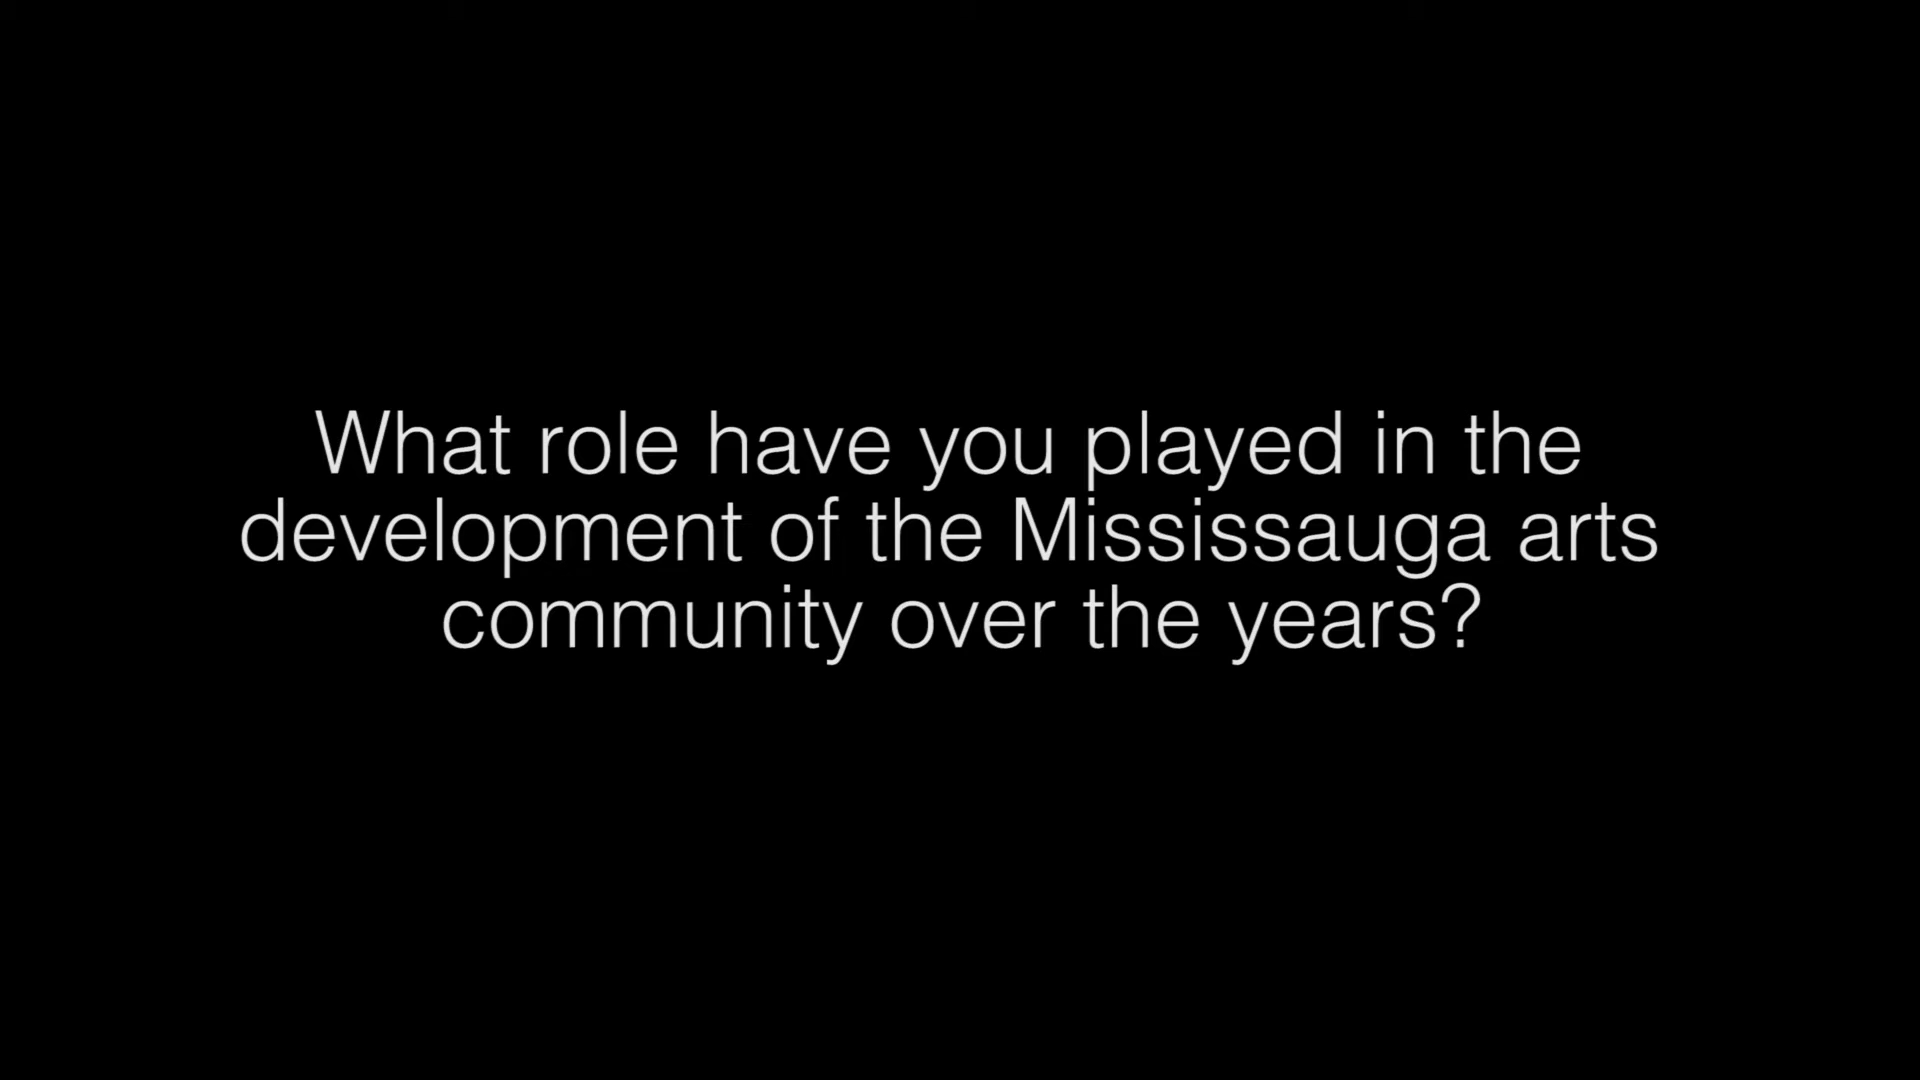 What role have you played in the
development of the Mississauga arts
community over the years?